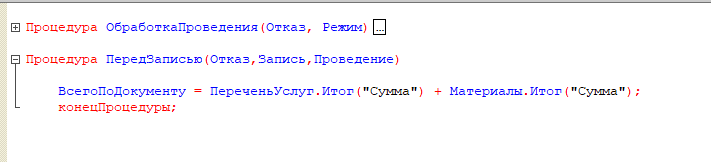 Процедура ОбработкаПроведения(Отказ, Режим)...
Процедура ПередЗаписью(Отказ,Запись,Проведение)
ВсегоПоДокументу = ПереченьУслуг.Итог("Сумма") + Материалы.Итог("Сумма");
конецПроцедуры;